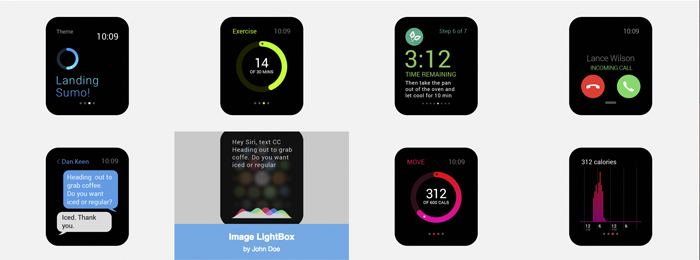 Theme
10:09
Landing
Sumo!
Exercise
10:09
14
OF 30 MINS
Step 6 of 7
3:12
TIME REMAINING
Then take the pan
out of the oven and
let cool for 10 min
10:09
Lance Wilson
INCOMING CALL
< Dan Keen
10:09
Heading out to
grab coffee.
Do you want
iced or regular?
Iced. Thank
you.
Hey Siri, text CC
Heading out to grab
coffe. Do you want
iced or regular
Image LightBox
by John Doe
MOVE
10:09
312
OF 600 CALS
312 calories
12
6
12
6